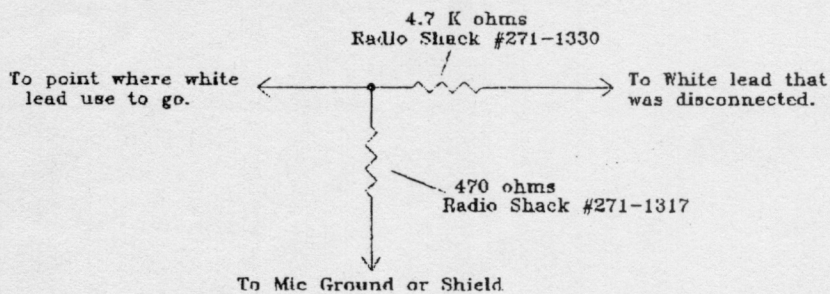 4.7 K ohms
Radio Shack #271-1330
To point where white
lead use to go.
To White lead that
was disconnected.
470 ohms
Radio Shack #271-1317
To Mic Ground or Shield